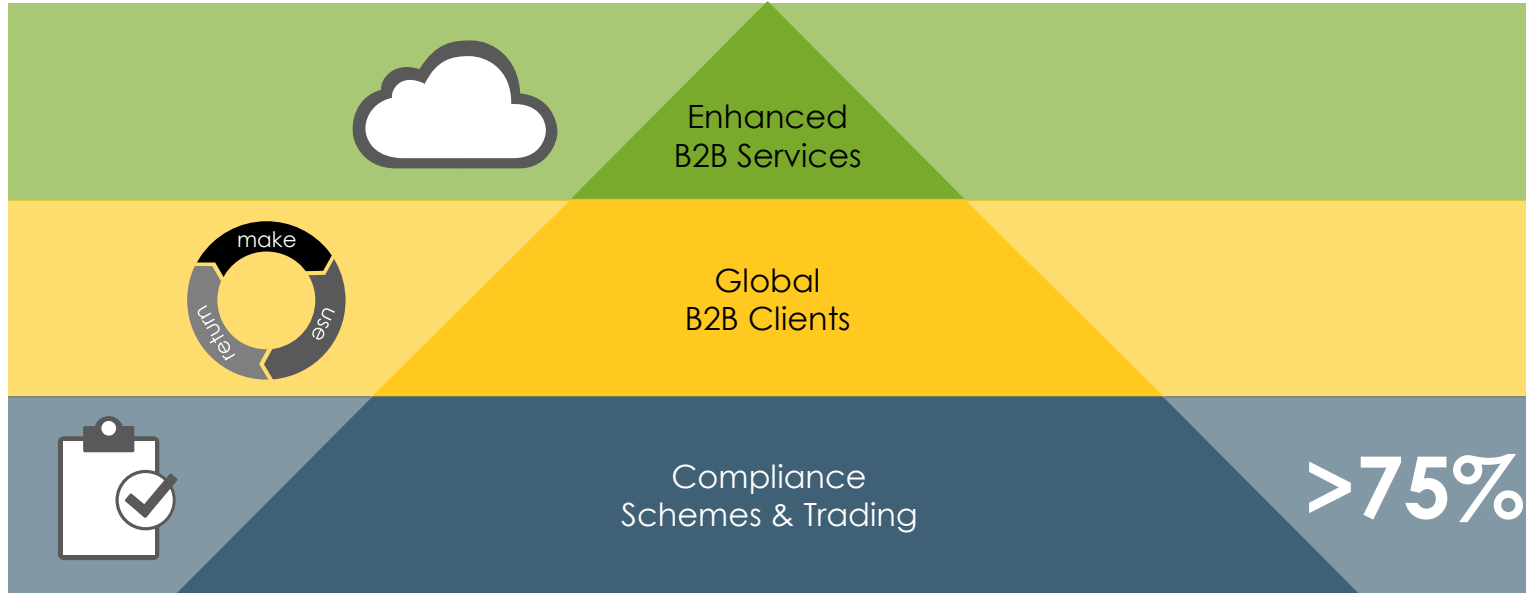 Enhanced
B2B Services
make
use
return
Global
B2B Clients
Compliance
Schemes & Trading
>75%